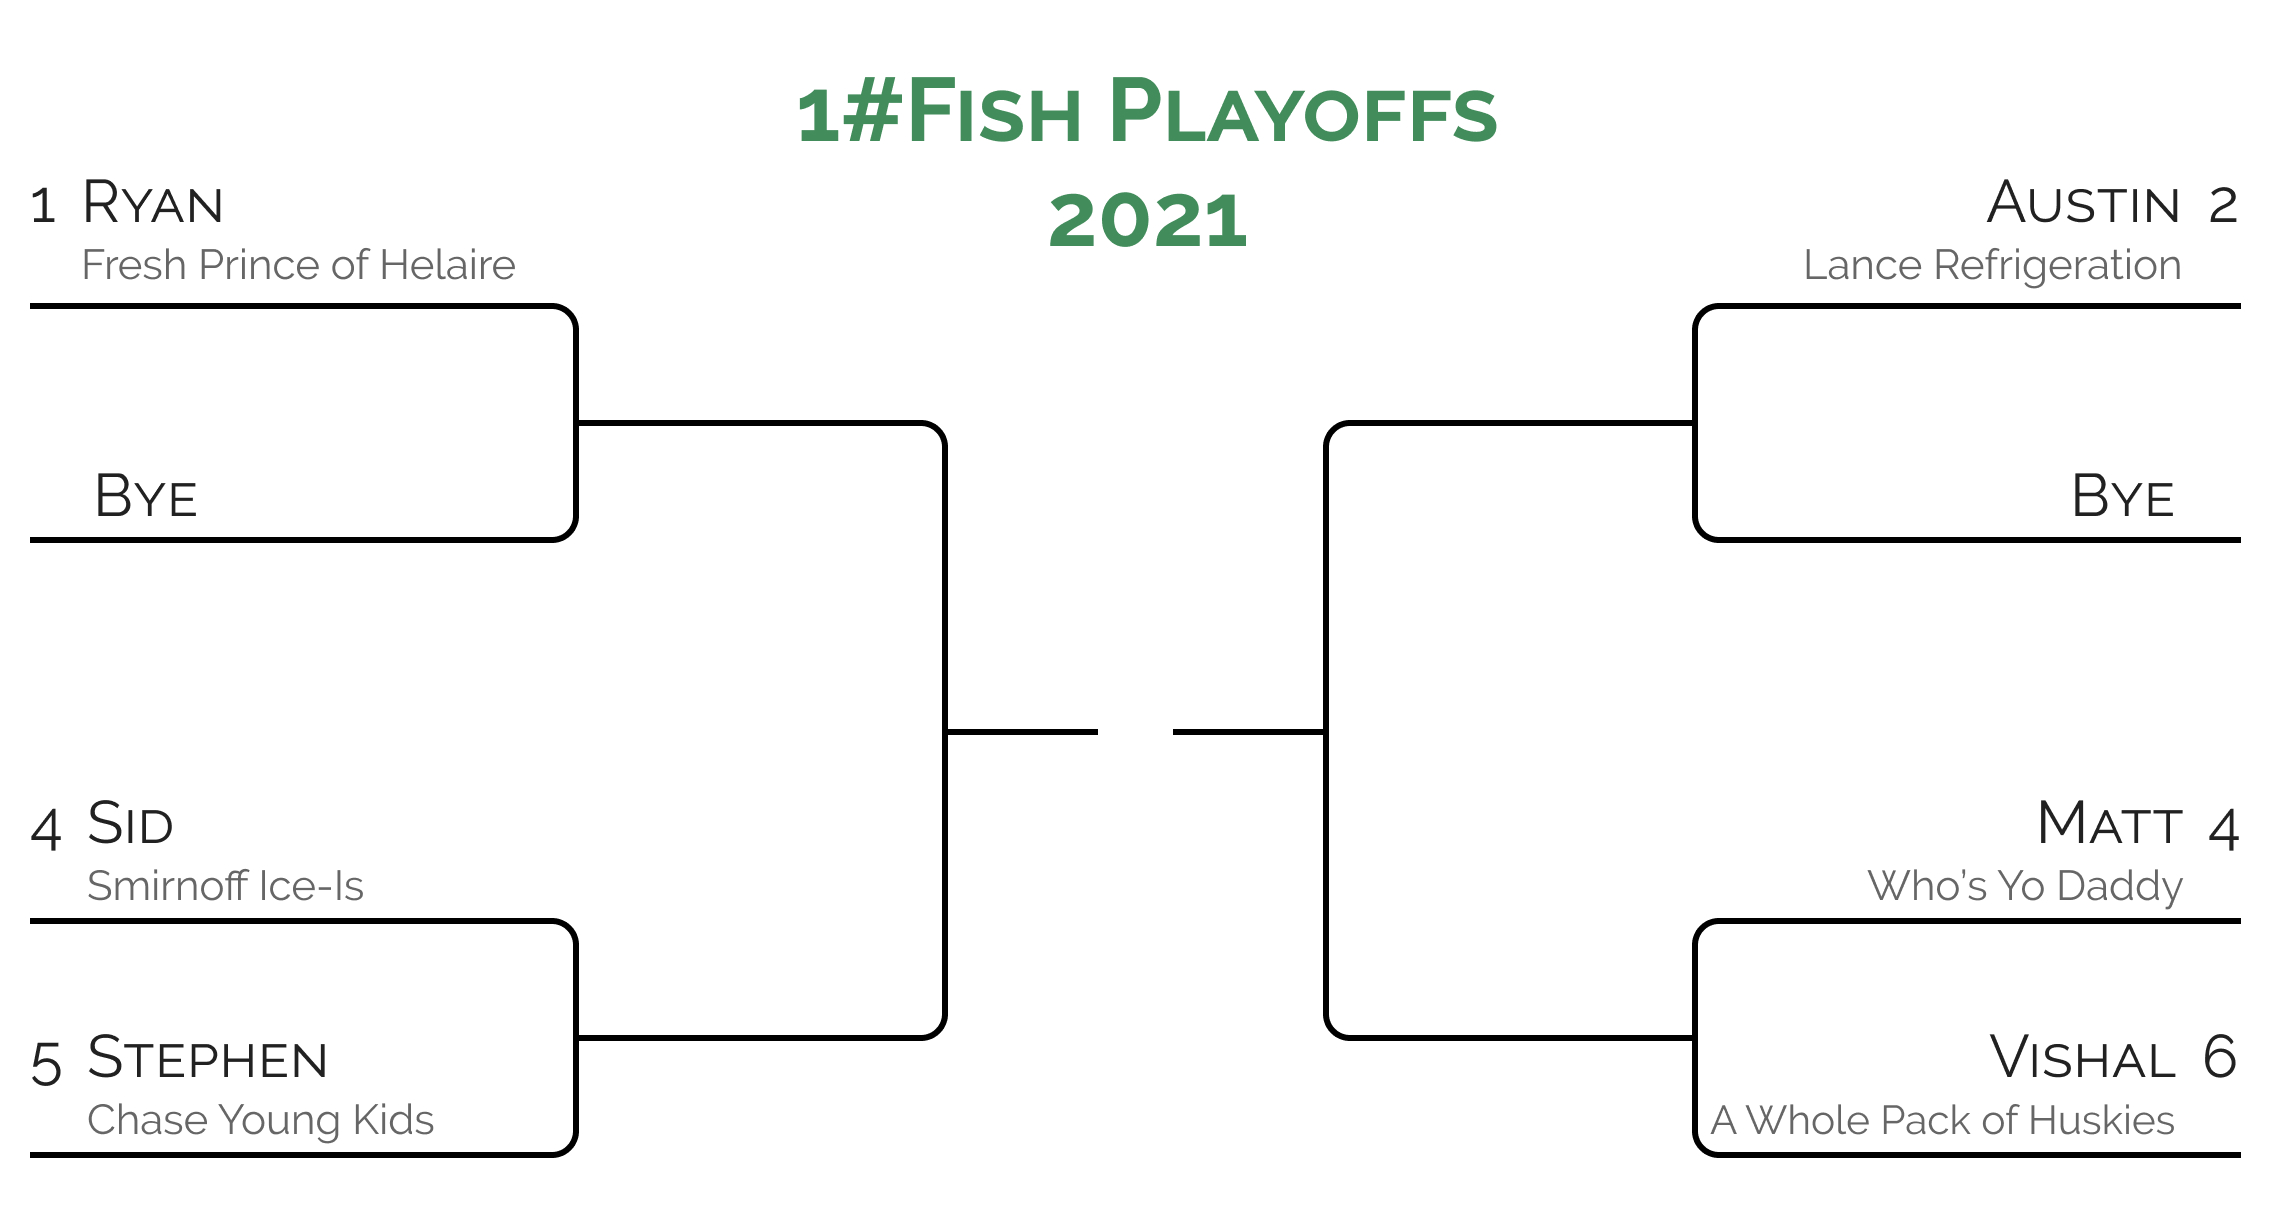 1#Fish Playoffs
2021
1 Ryan
Fresh Prince of Helaire
Bye
4 Sid
Smirnoff Ice-Is
5 Stephen
Chase Young Kids
Austin 2
Lance Refrigeration
Bye
Matt 4
Who's Yo Daddy
Vishal 6
A Whole Pack of Huskies